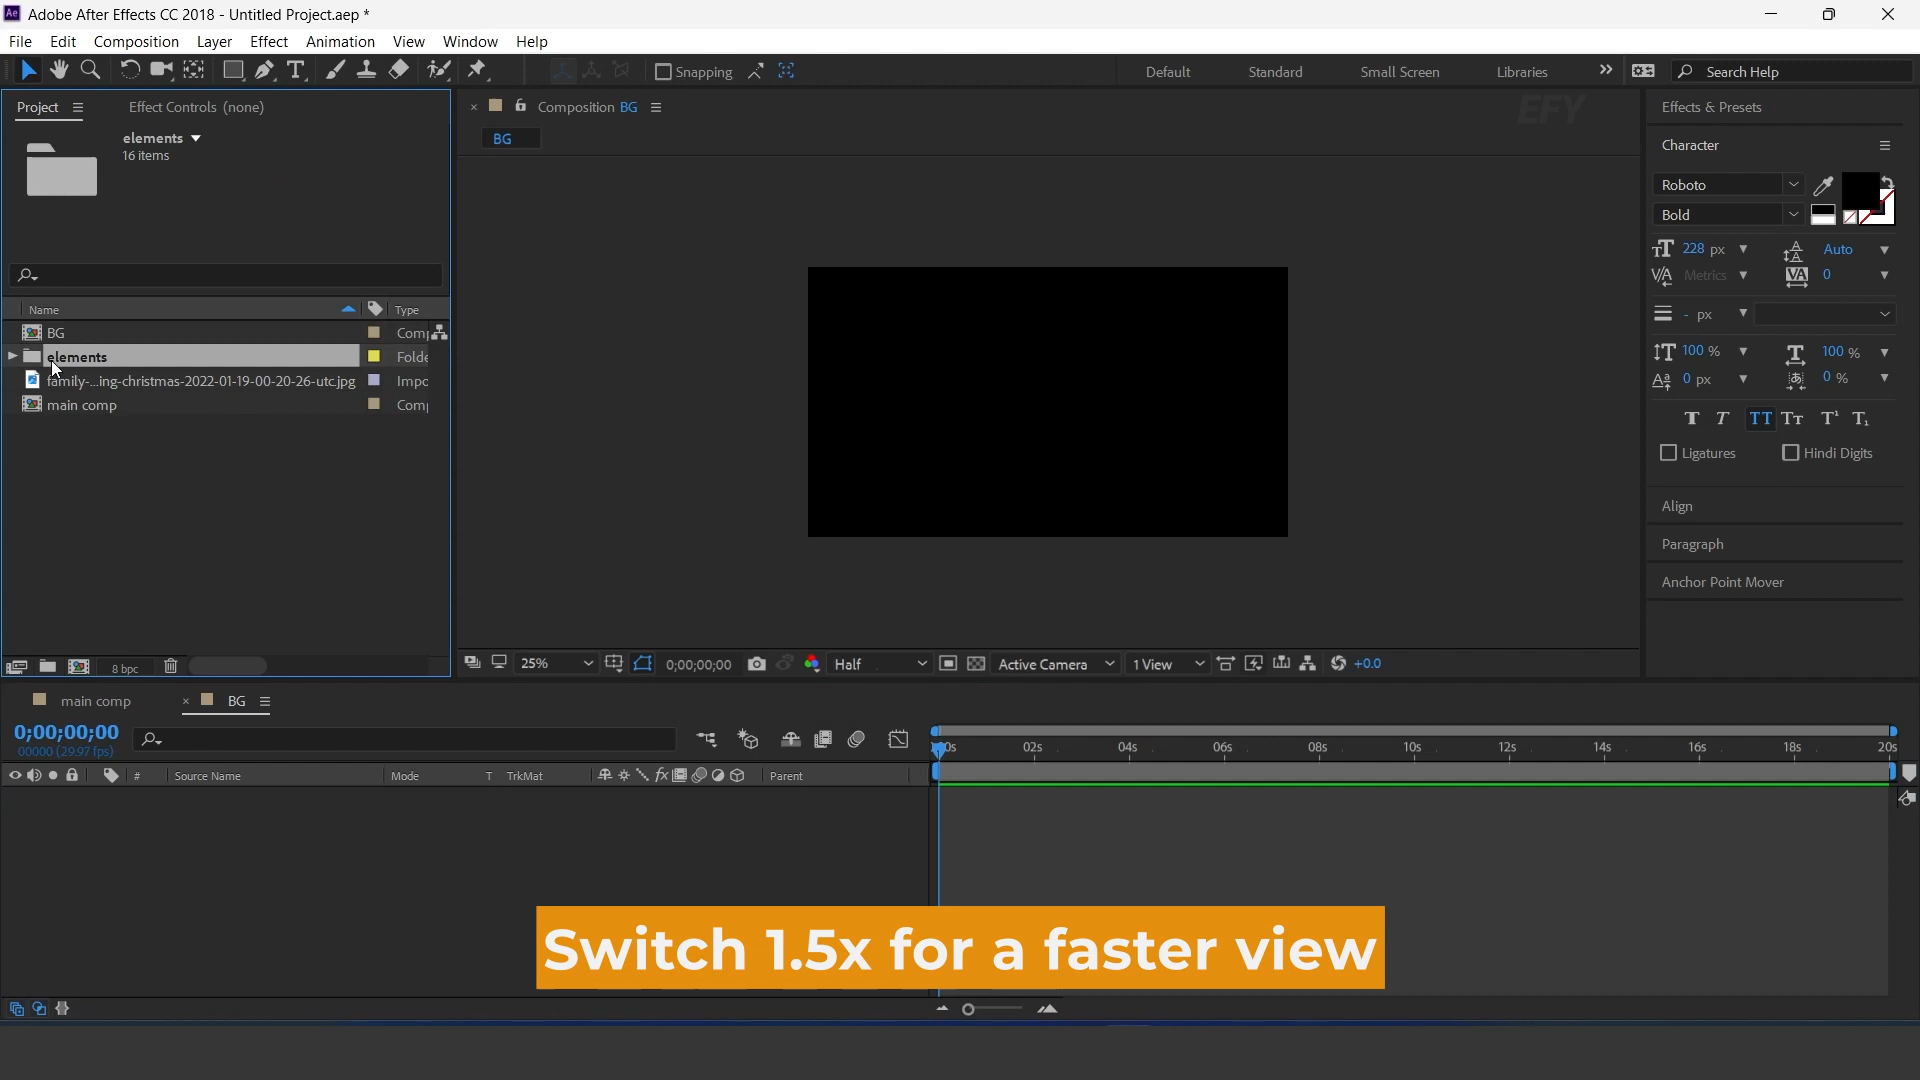 Adobe After Effects CC 2018 - Untitled Project.aep *
File Edit Composition Layer Effect Animation View Window Help
Snapping Default Standard Small Screen Libraries Search Help
Project Effect Controls (none)
elements
16 items
Name Type
BG Comp
elements Folde
family-...ing-christmas-2022-01-19-00-20-26-utc.jpg Impo
main comp Comp
8 bpc
Composition BG
BG
EFY
25% 0;00;00;00 Half Active Camera 1 View +0.0
Effects & Presets
Character
Roboto
Bold
228 px Auto
Metrics 0
- px
100 % 100 %
0 px 0 %
Ligatures Hindi Digits
Align
Paragraph
Anchor Point Mover
main comp BG
0;00;00;00
00000 (29.97 fps)
# Source Name Mode T TrkMat Parent
:00s 02s 04s 06s 08s 10s 12s 14s 16s 18s 20s
Switch 1.5x for a faster view